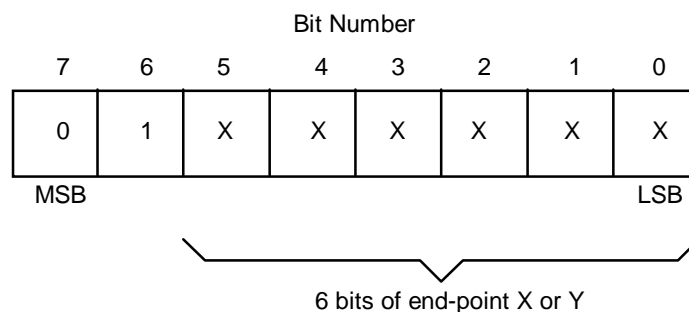 Bit Number
7 6 5 4 3 2 1 0
0 1 X X X X X X
MSB LSB
6 bits of end-point X or Y